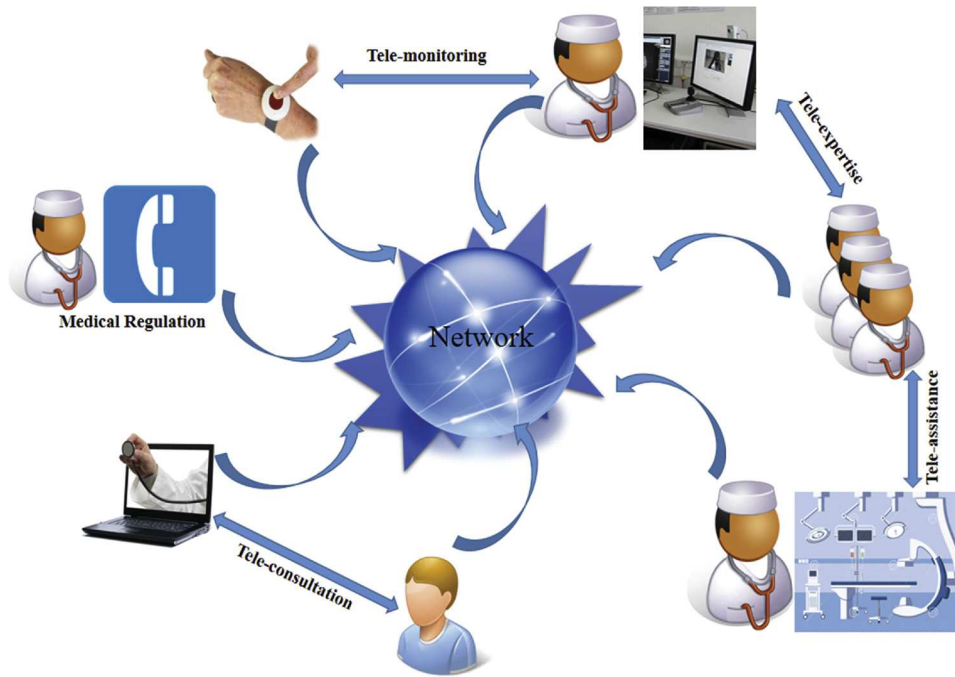 Tele-monitoring
Tele-expertise
Medical Regulation
Network
Tele-assistance
Tele-consultation